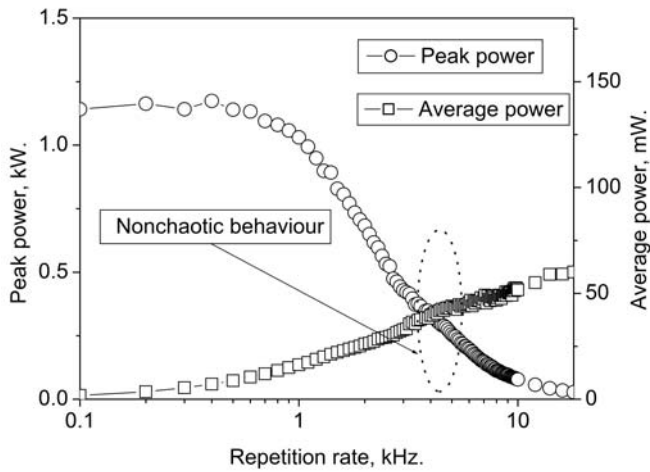 1.5
1.0
0.5
0.0
Peak power, kW.
Peak power
Average power
Nonchaotic behaviour
150
100
50
0
Average power, mW.
0.1
1
10
Repetition rate, kHz.